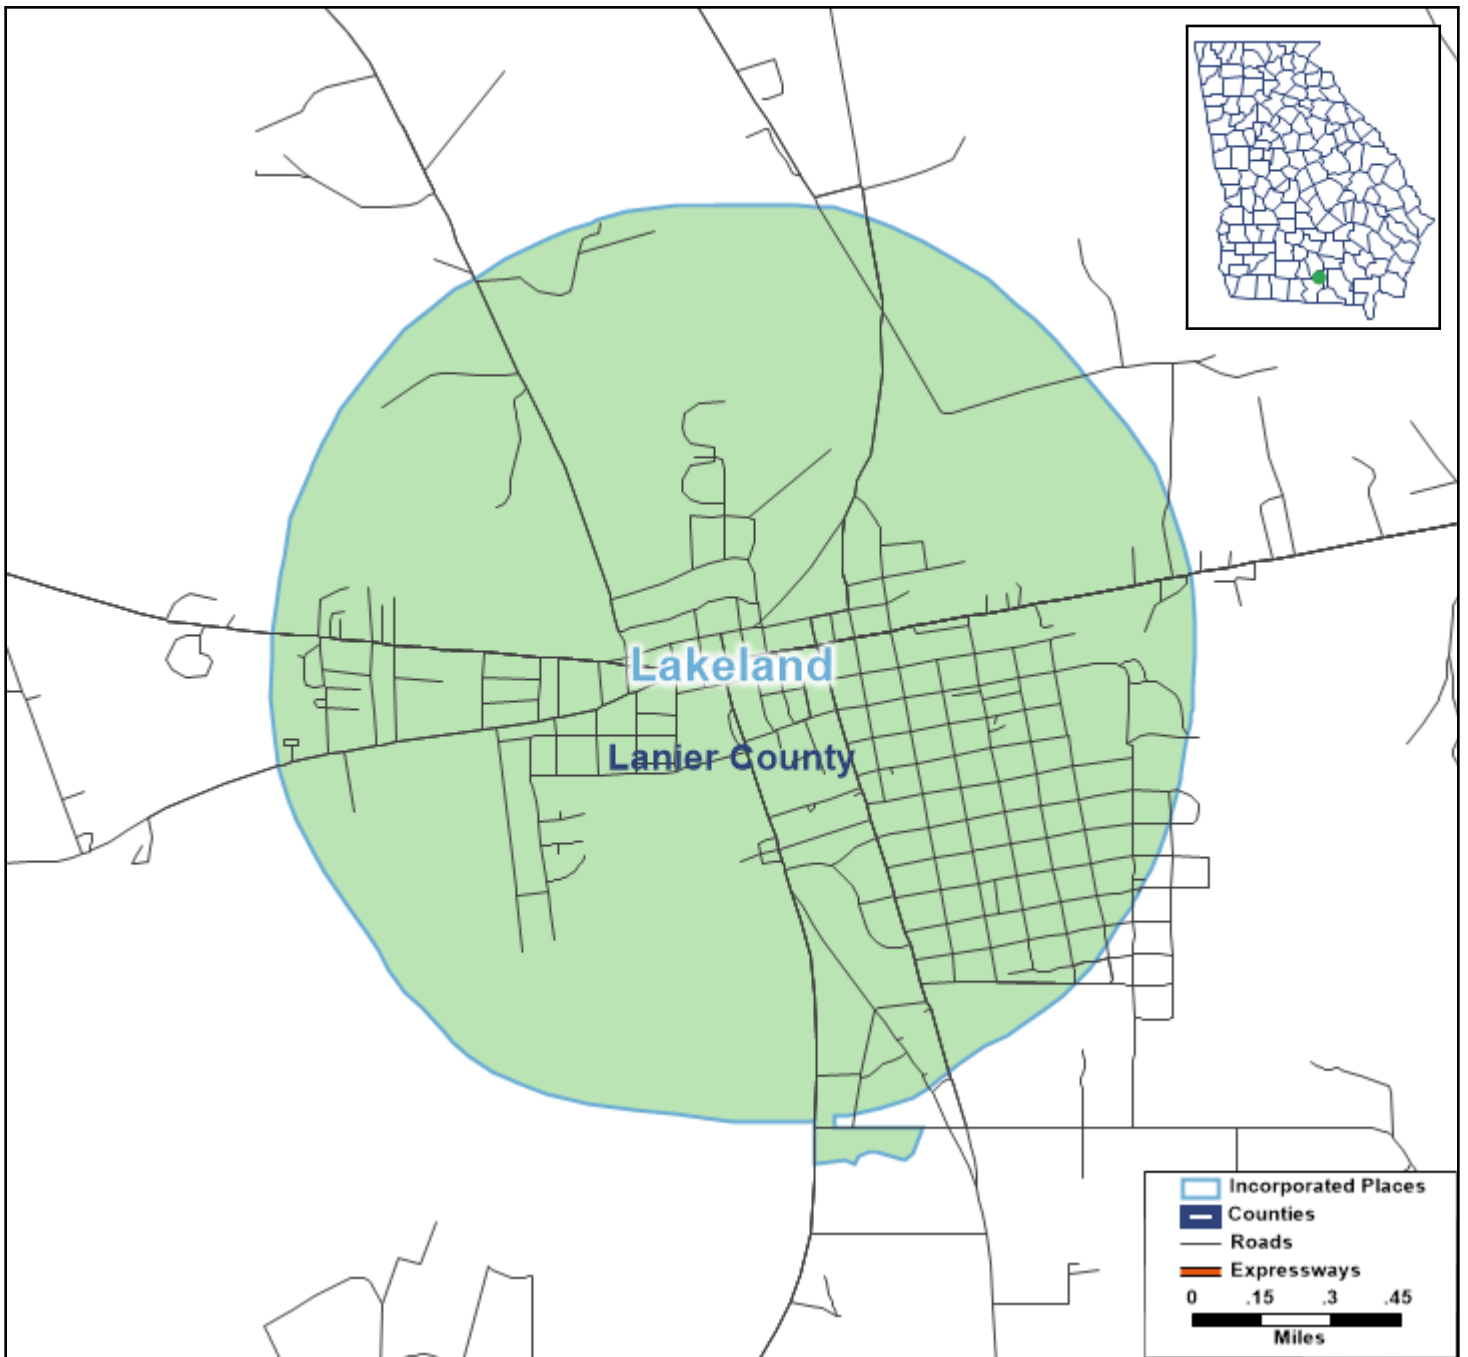 Lakeland
Lanier County
Incorporated Places
Counties
Roads
Expressways
0 .15 .3 .45
Miles